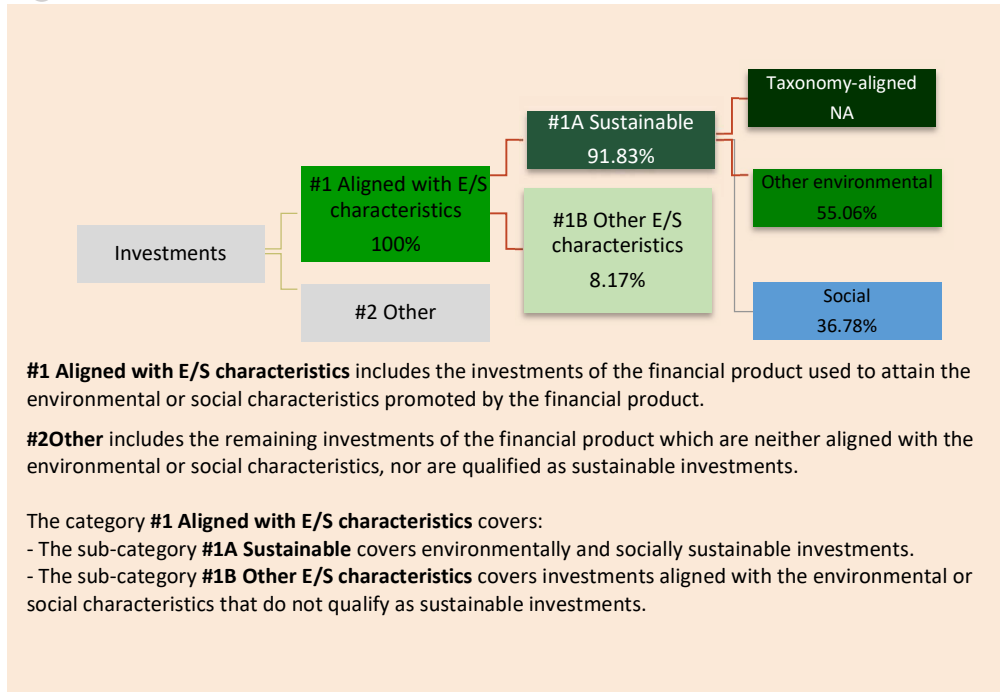 Taxonomy-aligned
NA
#1A Sustainable
91.83%
#1 Aligned with E/S
characteristics
100%
Other environmental
55.06%
#1B Other E/S
characteristics
8.17%
Investments
#2 Other
Social
36.78%
#1 Aligned with E/S characteristics includes the investments of the financial product used to attain the
environmental or social characteristics promoted by the financial product.
#2Other includes the remaining investments of the financial product which are neither aligned with the
environmental or social characteristics, nor are qualified as sustainable investments.
The category #1 Aligned with E/S characteristics covers:
- The sub-category #1A Sustainable covers environmentally and socially sustainable investments.
- The sub-category #1B Other E/S characteristics covers investments aligned with the environmental or
social characteristics that do not qualify as sustainable investments.